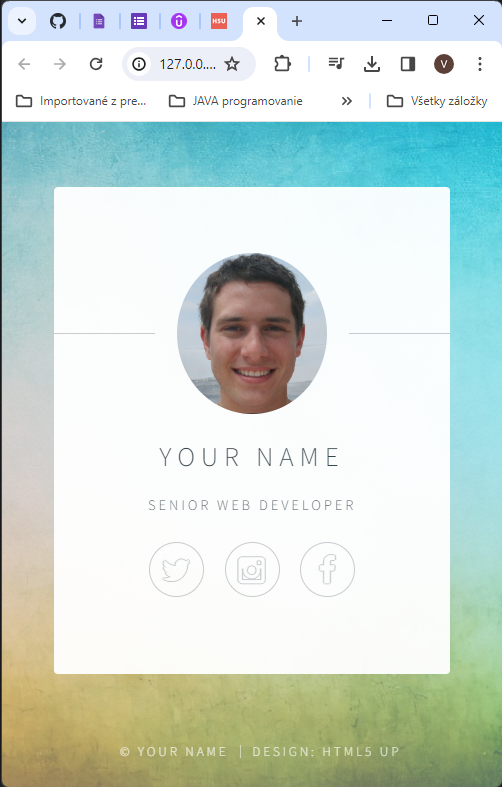 HSU
127.0.0....
V
Importované z pre... JAVA programovanie » Všetky záložky
YOUR NAME
SENIOR WEB DEVELOPER
© YOUR NAME | DESIGN: HTML5 UP